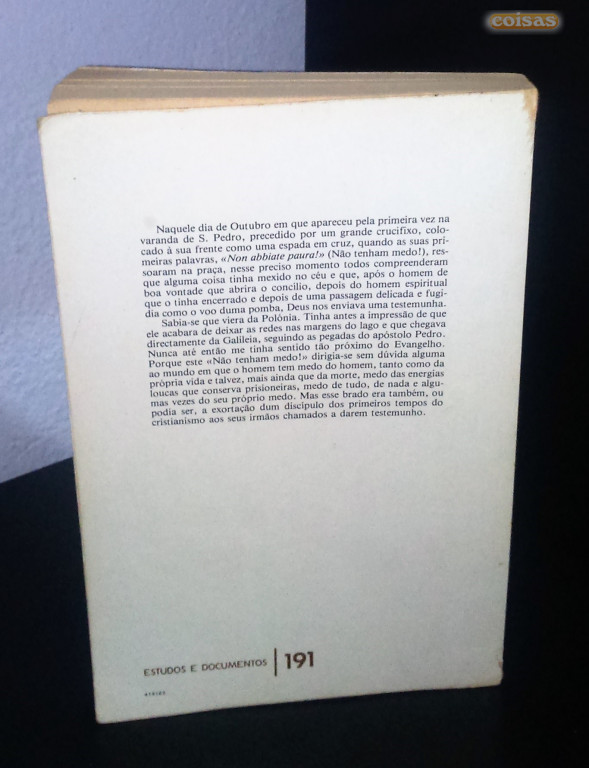 coisas
Naquele dia de Outubro em que apareceu pela primeira vez na
varanda de S. Pedro, precedido por um grande crucifixo, colo-
cado à sua frente como uma espada em cruz, quando as suas pri-
meiras palavras, «Non abbiate paura!» (Não tenham medo!), res-
soaram na praça, nesse preciso momento todos compreenderam
que alguma coisa tinha mexido no céu e que, após o homem de
boa vontade que abrira o concílio, depois do homem espiritual
que o tinha encerrado e depois de uma passagem delicada e fugi-
dia como o voo duma pomba, Deus nos enviava uma testemunha.
Sabia-se que viera da Polónia. Tinha antes a impressão de que
ele acabara de deixar as redes nas margens do lago e que chegava
directamente da Galileia, seguindo as pegadas do apóstolo Pedro.
Nunca até então me tinha sentido tão próximo do Evangelho.
Porque este «Não tenham medo!» dirigia-se sem dúvida alguma
ao mundo em que o homem tem medo do homem, tanto como da
própria vida e talvez, mais ainda que da morte, medo das energias
loucas que conserva prisioneiras, medo de tudo, de nada e algu-
mas vezes do seu próprio medo. Mas esse brado era também, ou
podia ser, a exortação dum discípulo dos primeiros tempos do
cristianismo aos seus irmãos chamados a darem testemunho.
ESTUDOS E DOCUMENTOS | 191